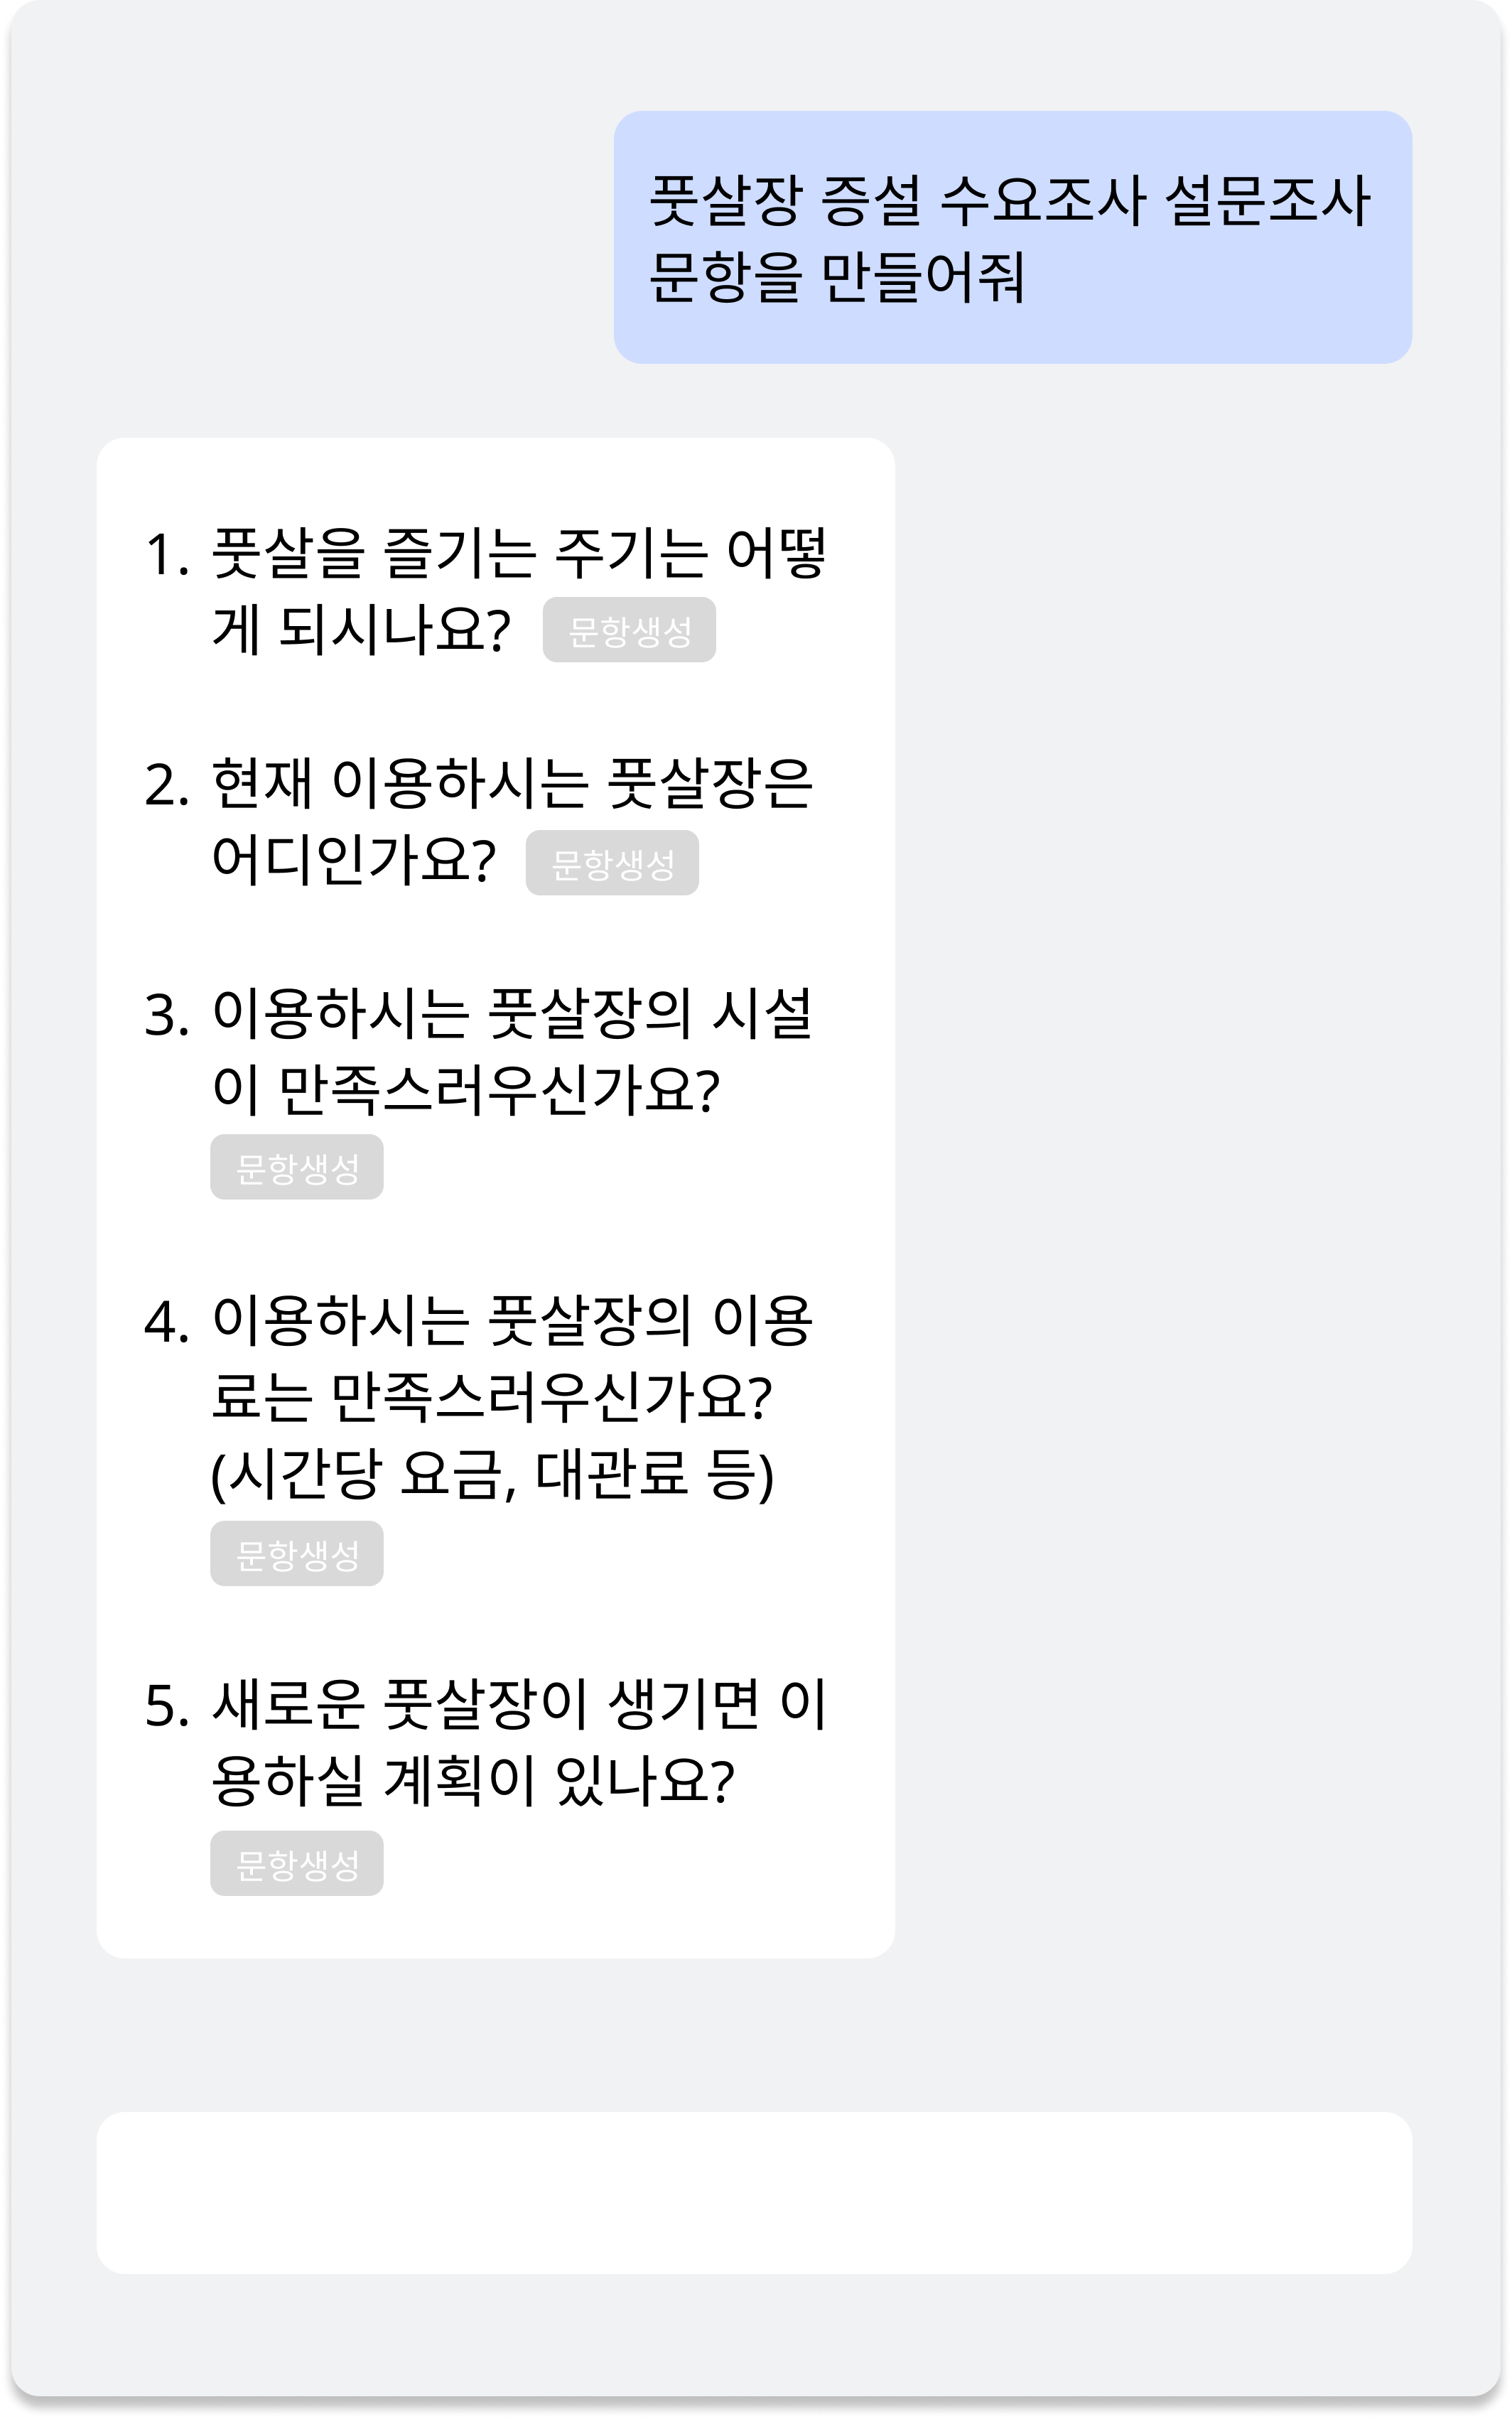 풋살장 증설 수요조사 설문조사
문항을 만들어줘
1. 풋살을 즐기는 주기는 어떻
게 되시나요? 문항생성
2. 현재 이용하시는 풋살장은
어디인가요? 문항생성
3. 이용하시는 풋살장의 시설
이 만족스러우신가요?
문항생성
4. 이용하시는 풋살장의 이용
료는 만족스러우신가요?
(시간당 요금, 대관료 등)
문항생성
5. 새로운 풋살장이 생기면 이
용하실 계획이 있나요?
문항생성